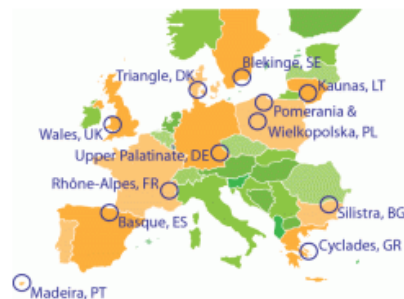 Blekinge, SE
Triangle, DK
Kaunas, LT
Pomerania &
Wielkopolska, PL
Wales, UK
Upper Palatinate, DE
Rhône-Alpes, FR
Basque, ES
Silistra, BG
Cyclades, GR
Madeira, PT